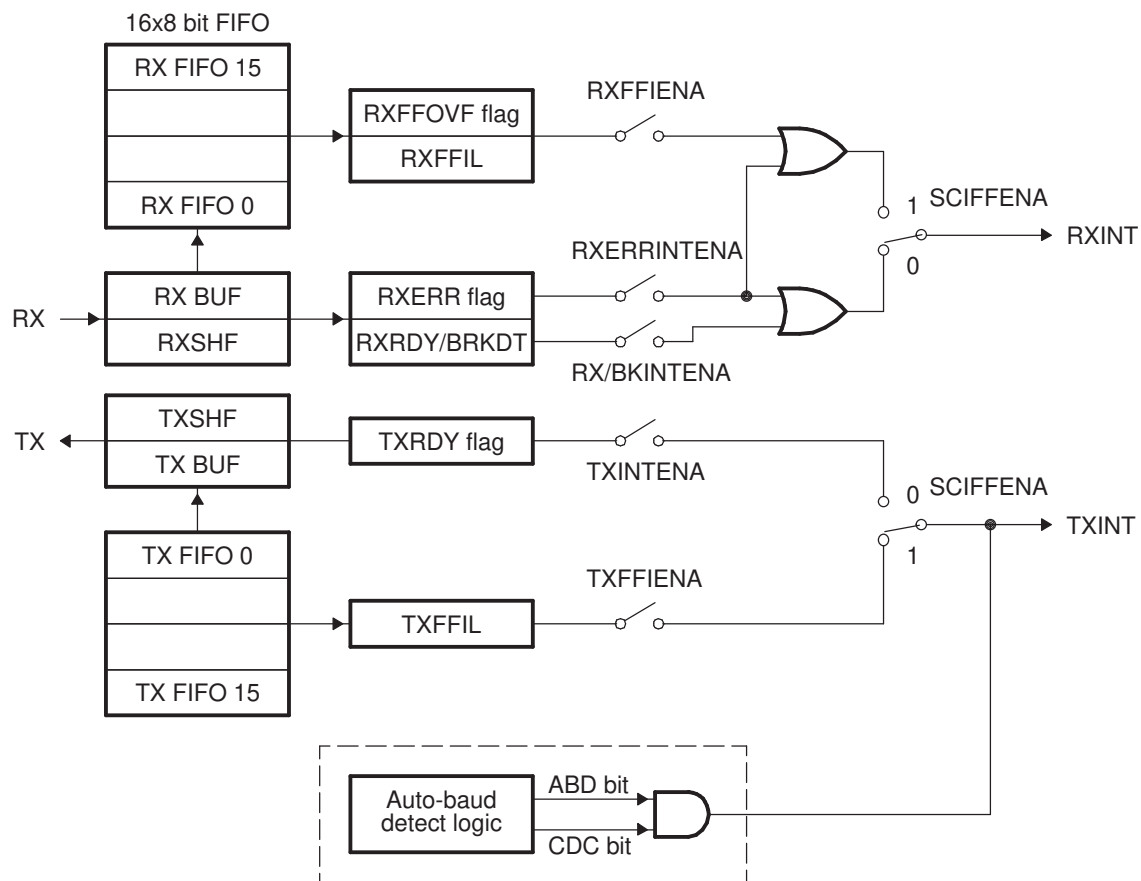 16x8 bit FIFO
RX FIFO 15
RX FIFO 0
RXFFOVF flag
RXFFIL
RXFFIENA
1
SCIFFENA
0
RXINT
RX
RX BUF
RXSHF
RXERR flag
RXRDY/BRKDT
RXERRINTENA
RX/BKINTENA
TX
TXSHF
TX BUF
TXRDY flag
TXINTENA
0
SCIFFENA
1
TXINT
TX FIFO 0
TX FIFO 15
TXFFIL
TXFFIENA
Auto-baud
detect logic
ABD bit
CDC bit